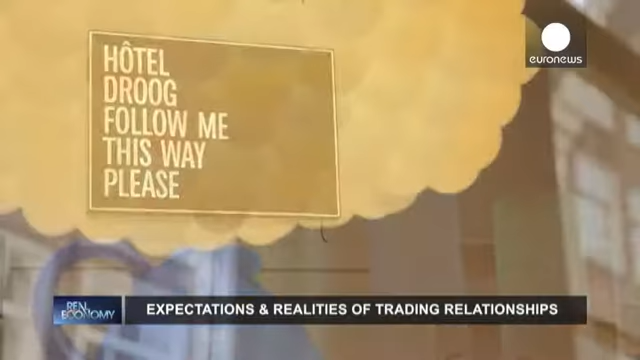 euronews
HÔTEL
DROOG
FOLLOW ME
THIS WAY
PLEASE
REAL
ECONOMY
EXPECTATIONS & REALITIES OF TRADING RELATIONSHIPS